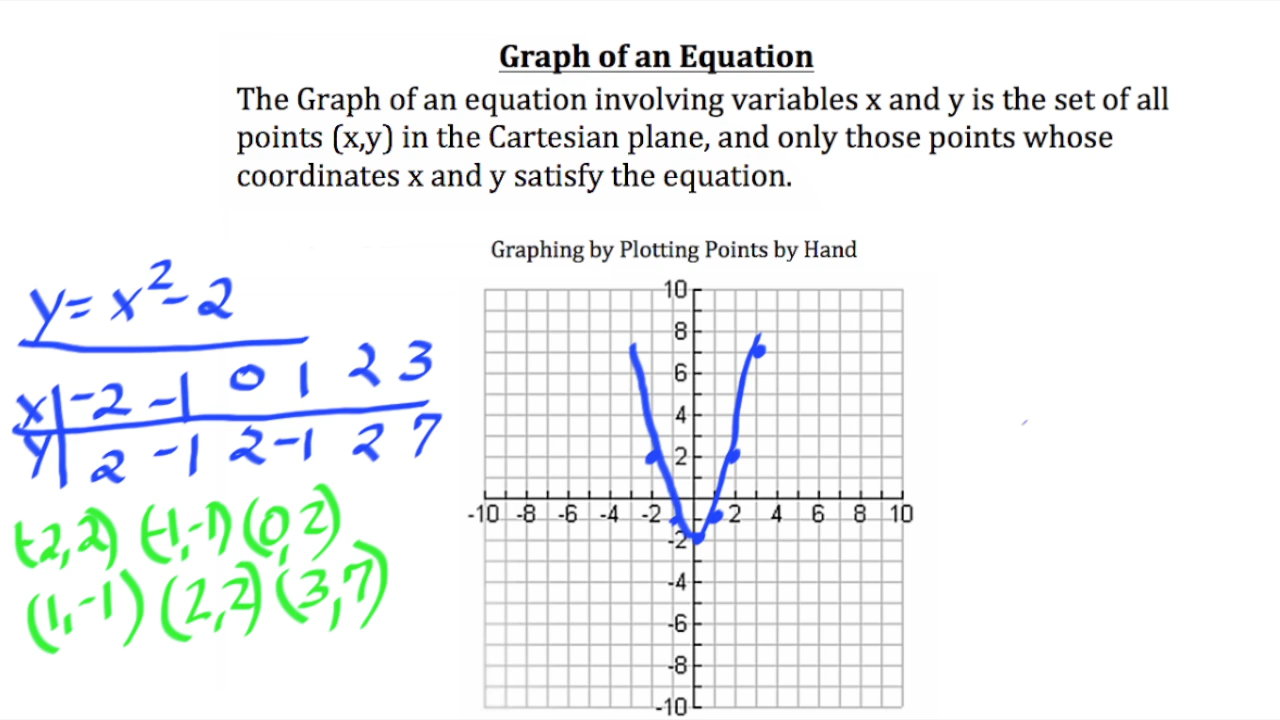 Graph of an Equation
The Graph of an equation involving variables x and y is the set of all
points (x,y) in the Cartesian plane, and only those points whose
coordinates x and y satisfy the equation.
Graphing by Plotting Points by Hand
y = x²-2
x | -2 -1 0 1 2 3
y | 2 -1 2 -1 2 7
(-2,2) (-1,-1) (0,2)
(1,-1) (2,2) (3,7)
10
8
6
4
2
-10 -8 -6 -4 -2 2 4 6 8 10
-2
-4
-6
-8
-10